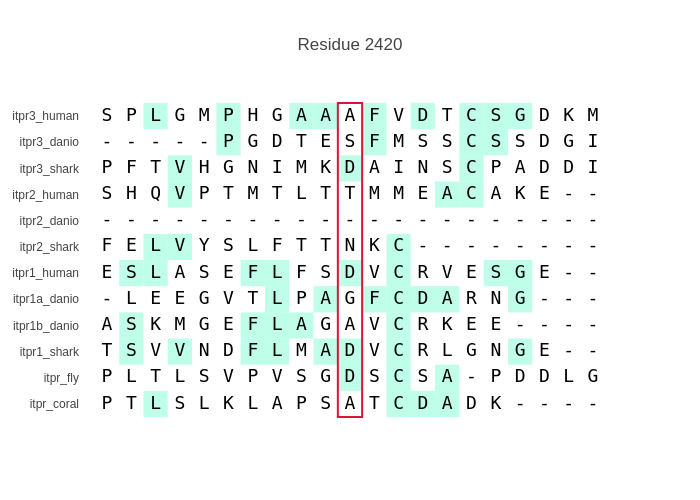 Residue 2420
itpr3_human S P L G M P H G A A A F V D T C S G D K M
itpr3_danio - - - - - P G D T E S F M S S C S S D G I
itpr3_shark P F T V H G N I M K D A I N S C P A D D I
itpr2_human S H Q V P T M T L T T M M E A C A K E - -
itpr2_danio - - - - - - - - - - - - - - - - - - - - -
itpr2_shark F E L V Y S L F T T N K C - - - - - - - -
itpr1_human E S L A S E F L F S D V C R V E S G E - -
itpr1a_danio - L E E G V T L P A G F C D A R N G - - -
itpr1b_danio A S K M G E F L A G A V C R K E E - - - -
itpr1_shark T S V V N D F L M A D V C R L G N G E - -
itpr_fly P L T L S V P V S G D S C S A - P D D L G
itpr_coral P T L S L K L A P S A T C D A D K - - - -